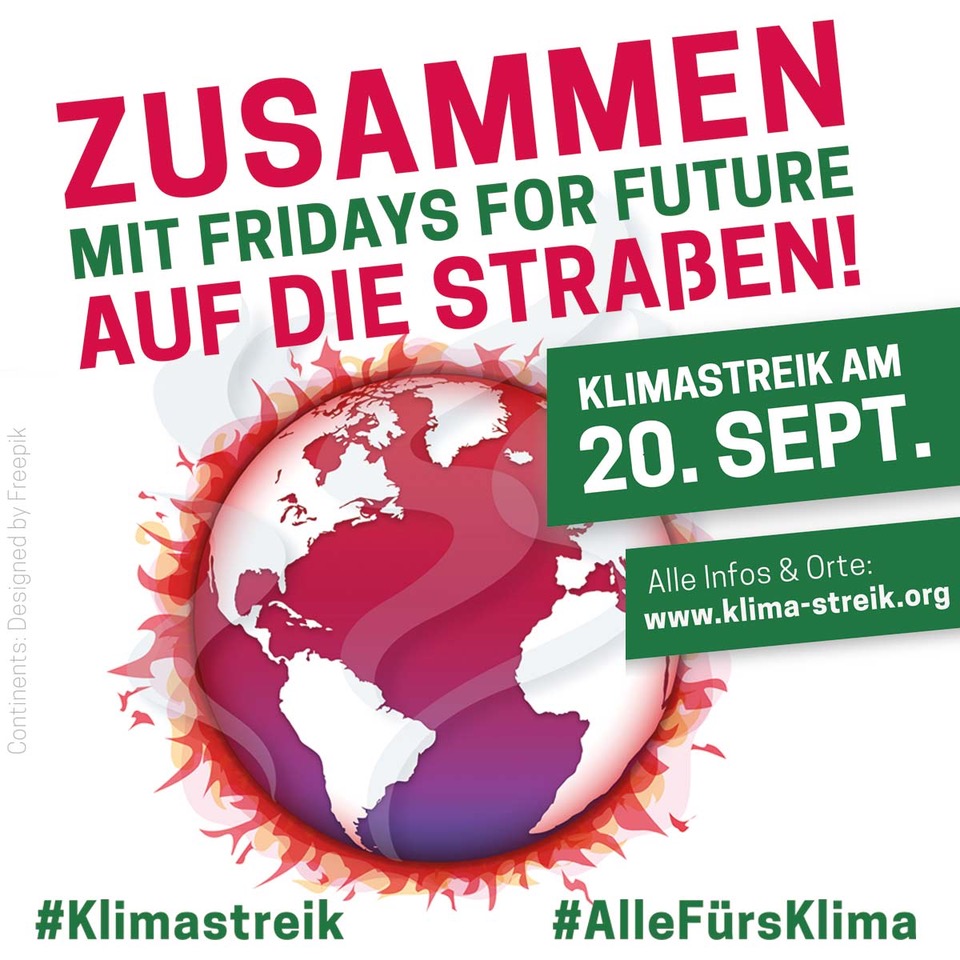 ZUSAMMEN
MIT FRIDAYS FOR FUTURE
AUF DIE STRAßEN!
KLIMASTREIK AM
20. SEPT.
Alle Infos & Orte:
www.klima-streik.org
Continents: Designed by Freepik
#Klimastreik
#AlleFürsKlima